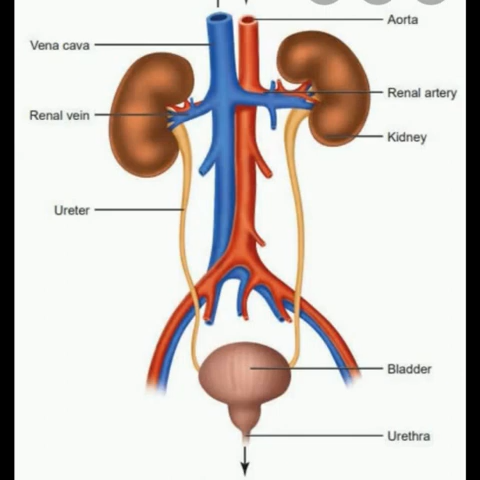 Aorta
Vena cava
Renal artery
Renal vein
Kidney
Ureter
Bladder
Urethra